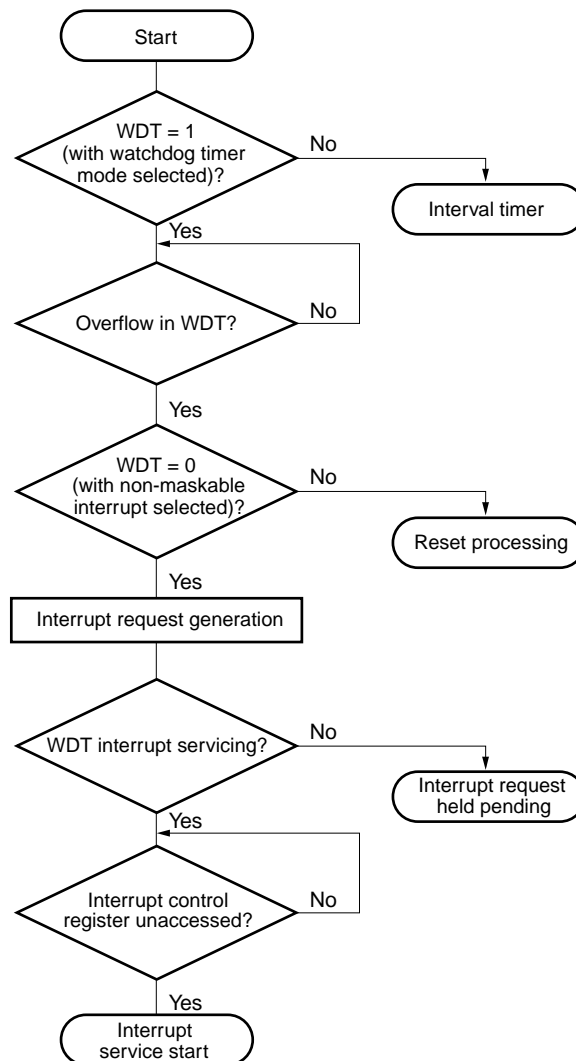 Start
WDT = 1
(with watchdog timer
mode selected)?
No
Interval timer
Yes
Overflow in WDT?
No
Yes
WDT = 0
(with non-maskable
interrupt selected)?
No
Reset processing
Yes
Interrupt request generation
WDT interrupt servicing?
No
Interrupt request
held pending
Yes
Interrupt control
register unaccessed?
No
Yes
Interrupt
service start